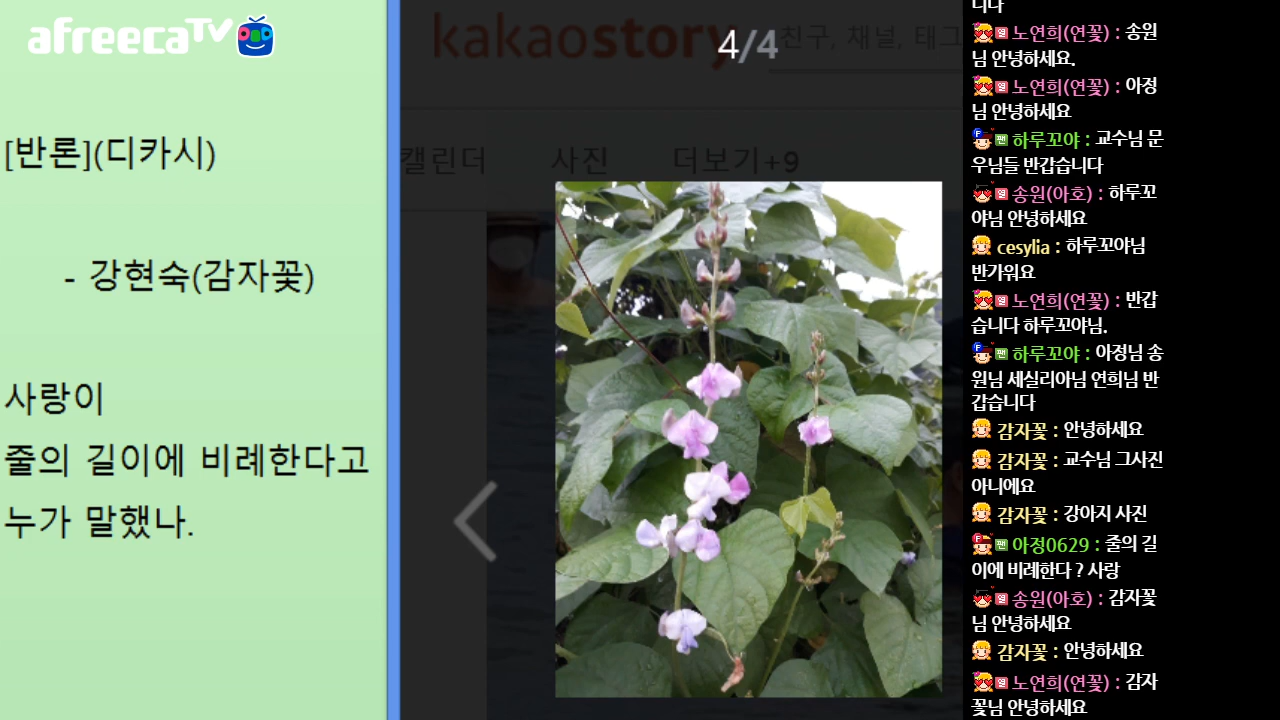 afreecaTV
[반론](디카시)
- 강현숙(감자꽃)
사랑이
줄의 길이에 비례한다고
누가 말했나.
kakaostory
4/4
친구, 채널, 태그
캘린더 사진 더보기+9
니다
열 노연희(연꽃) : 송원
님 안녕하세요.
열 노연희(연꽃) : 아정
님 안녕하세요
F 팬 하루꼬야 : 교수님 문
우님들 반갑습니다
열 송원(아호) : 하루꼬
야님 안녕하세요
cesylia : 하루꼬야님
반가워요
열 노연희(연꽃) : 반갑
습니다 하루꼬야님.
F 팬 하루꼬야 : 아정님 송
원님 세실리아님 연희님 반
갑습니다
감자꽃 : 안녕하세요
감자꽃 : 교수님 그사진
아니에요
감자꽃 : 강아지 사진
F 팬 아정0629 : 줄의 길
이에 비례한다 ? 사랑
열 송원(아호) : 감자꽃
님 안녕하세요
감자꽃 : 안녕하세요
열 노연희(연꽃) : 감자
꽃님 안녕하세요